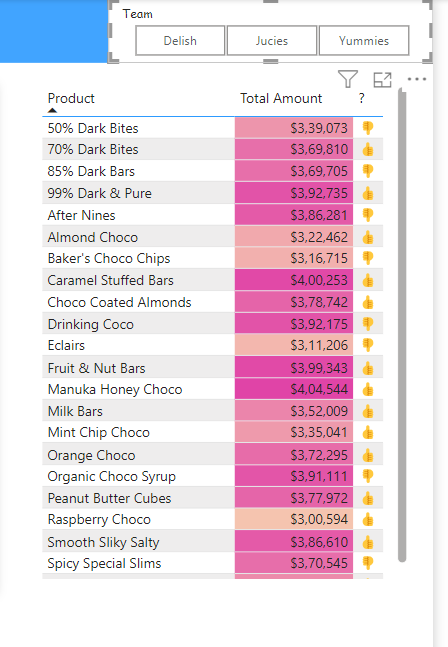 Team
Delish Jucies Yummies
Product Total Amount ?
50% Dark Bites $3,39,073
70% Dark Bites $3,69,810
85% Dark Bars $3,69,705
99% Dark & Pure $3,92,735
After Nines $3,86,281
Almond Choco $3,22,462
Baker's Choco Chips $3,16,715
Caramel Stuffed Bars $4,00,253
Choco Coated Almonds $3,78,742
Drinking Coco $3,92,175
Eclairs $3,11,206
Fruit & Nut Bars $3,99,343
Manuka Honey Choco $4,04,544
Milk Bars $3,52,009
Mint Chip Choco $3,35,041
Orange Choco $3,72,295
Organic Choco Syrup $3,91,111
Peanut Butter Cubes $3,77,972
Raspberry Choco $3,00,594
Smooth Sliky Salty $3,86,610
Spicy Special Slims $3,70,545